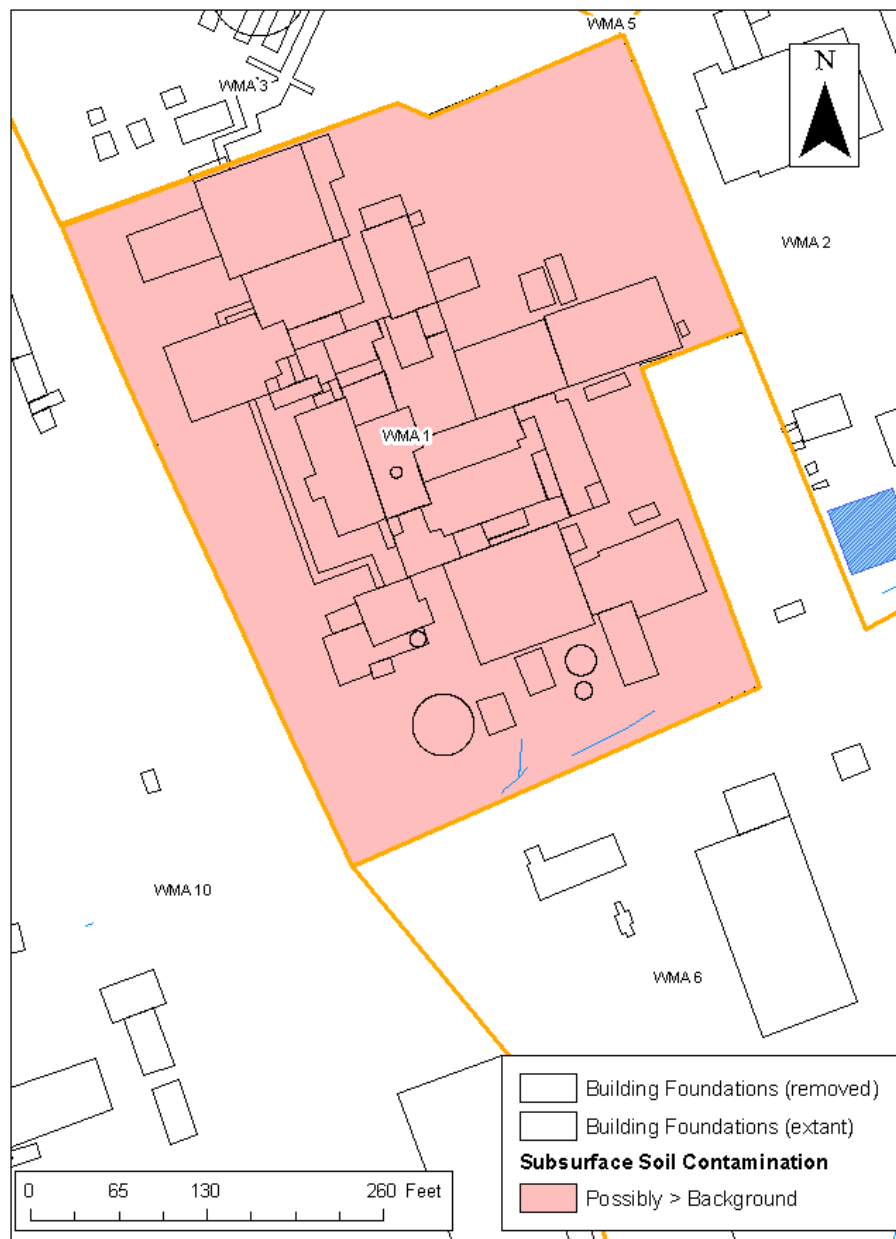 WMA 5
N
WMA 3
WMA 2
WMA 1
WMA 10
WMA 6
Building Foundations (removed)
Building Foundations (extant)
Subsurface Soil Contamination
Possibly > Background
0 65 130 260 Feet